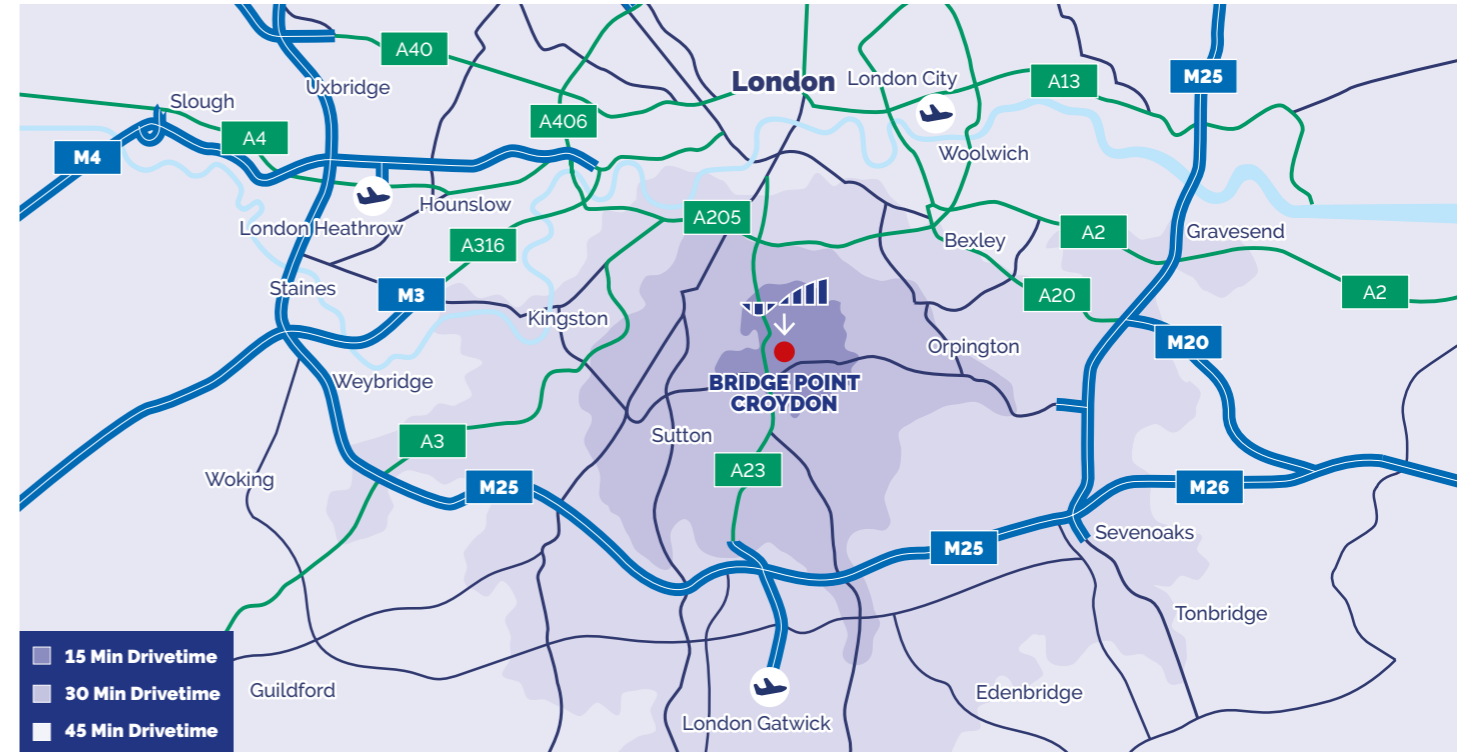 A40
London
London City
A13
M25
Uxbridge
Slough
A406
A4
M4
Woolwich
Hounslow
London Heathrow
A205
A316
A2
Bexley
Gravesend
Staines
M3
A20
A2
Kingston
M20
Orpington
Weybridge
BRIDGE POINT
CROYDON
A3
Sutton
A23
Woking
M25
M26
Sevenoaks
M25
Tonbridge
15 Min Drivetime
30 Min Drivetime
45 Min Drivetime
Guildford
Edenbridge
London Gatwick